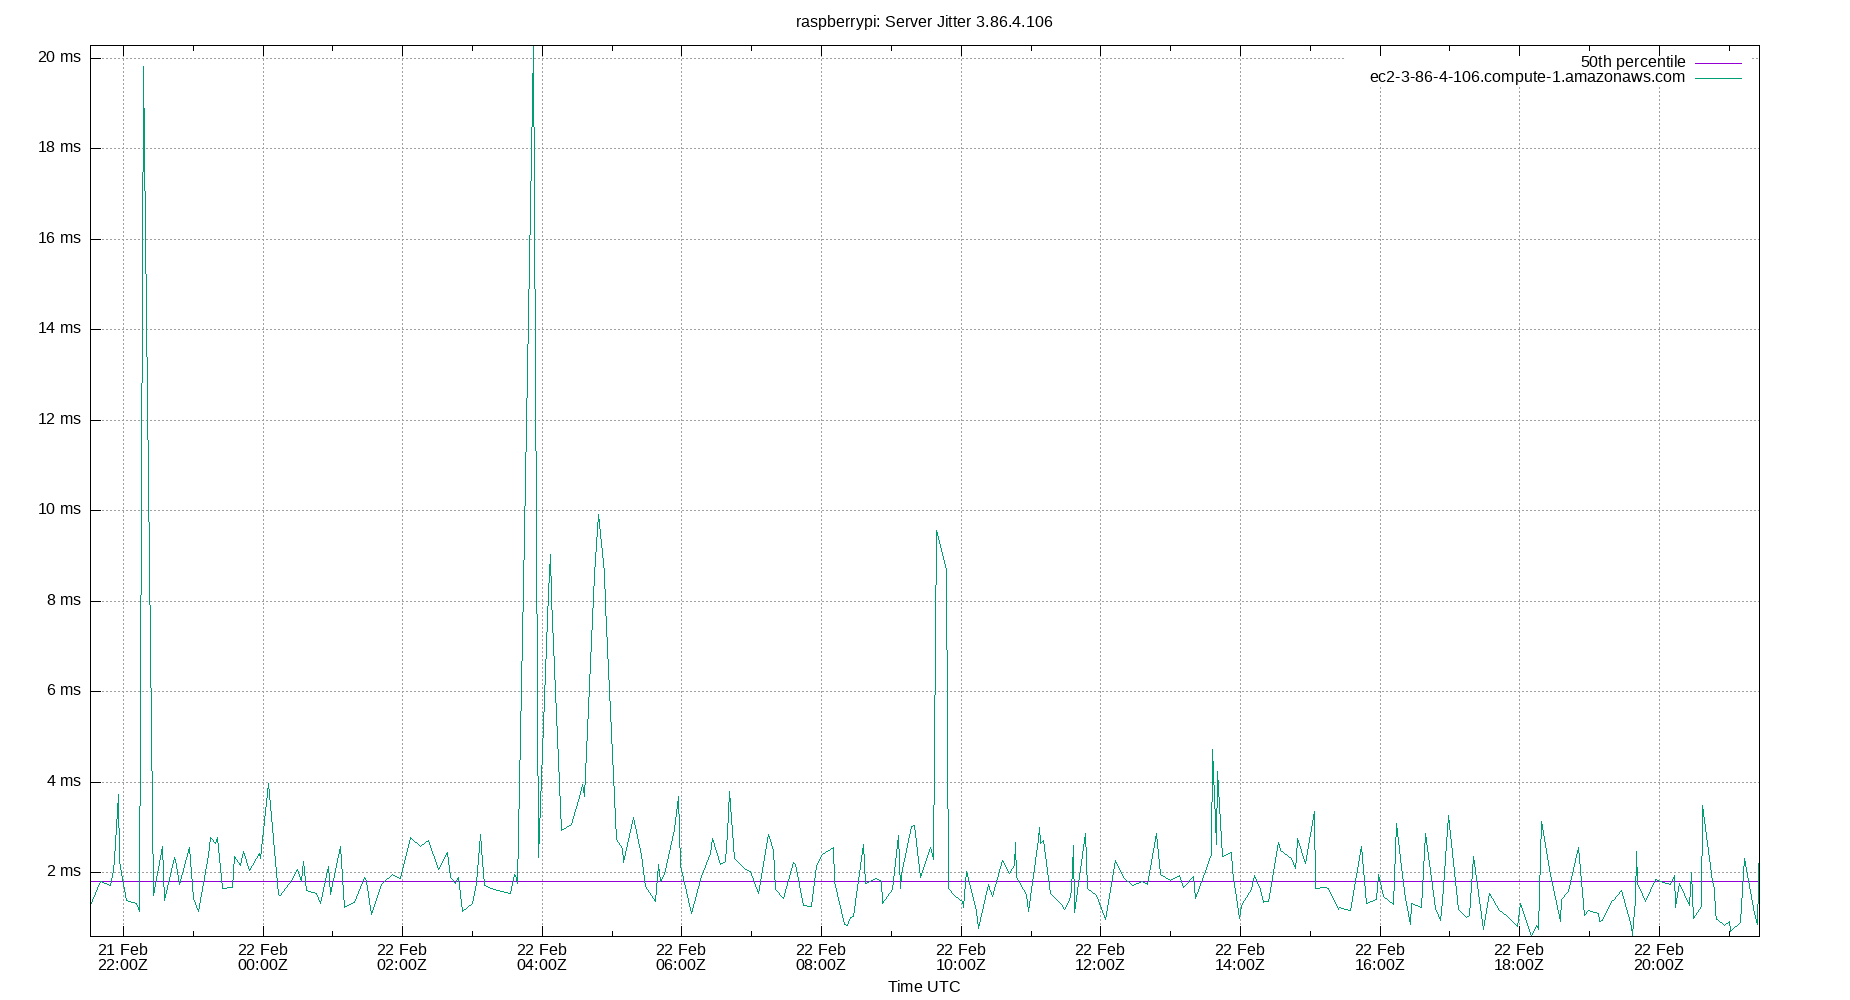 raspberrypi: Server Jitter 3.86.4.106
20 ms
18 ms
16 ms
14 ms
12 ms
10 ms
8 ms
6 ms
4 ms
2 ms
50th percentile
ec2-3-86-4-106.compute-1.amazonaws.com
21 Feb
22:00Z
22 Feb
00:00Z
22 Feb
02:00Z
22 Feb
04:00Z
22 Feb
06:00Z
22 Feb
08:00Z
22 Feb
10:00Z
22 Feb
12:00Z
22 Feb
14:00Z
22 Feb
16:00Z
22 Feb
18:00Z
22 Feb
20:00Z
Time UTC